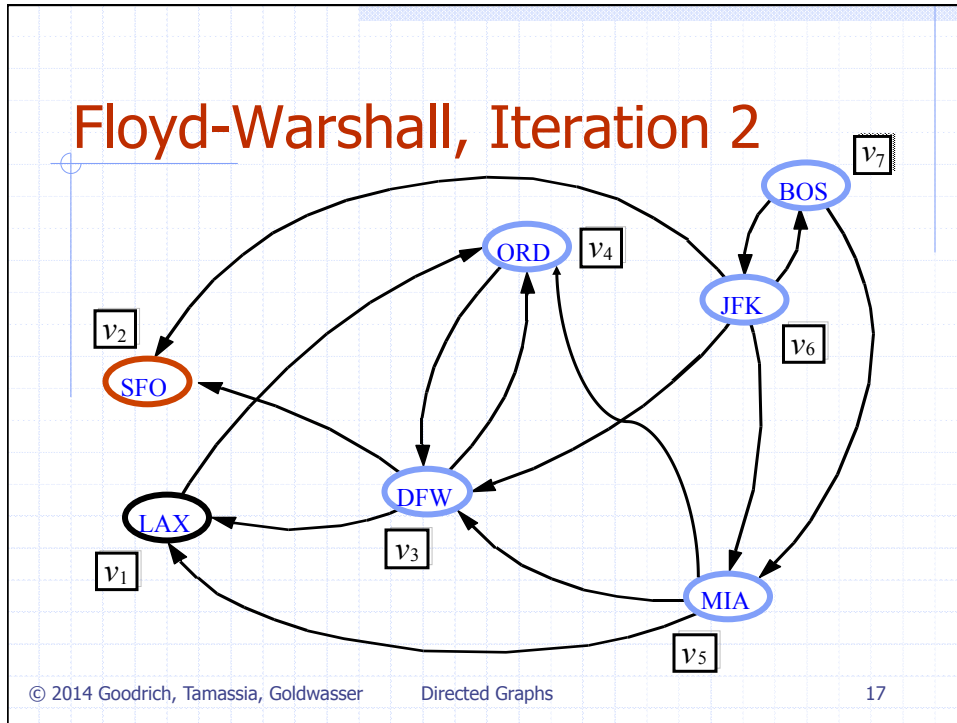 Floyd-Warshall, Iteration 2
v7
BOS
ORD
v4
JFK
v2
v6
SFO
DFW
LAX
v3
v1
MIA
v5
© 2014 Goodrich, Tamassia, Goldwasser Directed Graphs 17